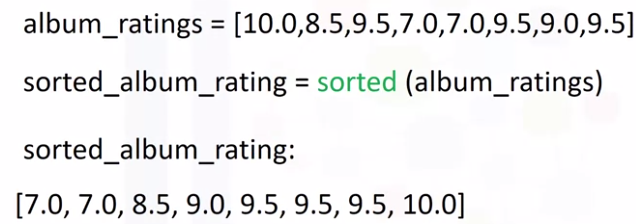 album_ratings = [10.0,8.5,9.5,7.0,7.0,9.5,9.0,9.5]
sorted_album_rating = sorted (album_ratings)
sorted_album_rating:
[7.0, 7.0, 8.5, 9.0, 9.5, 9.5, 9.5, 10.0]